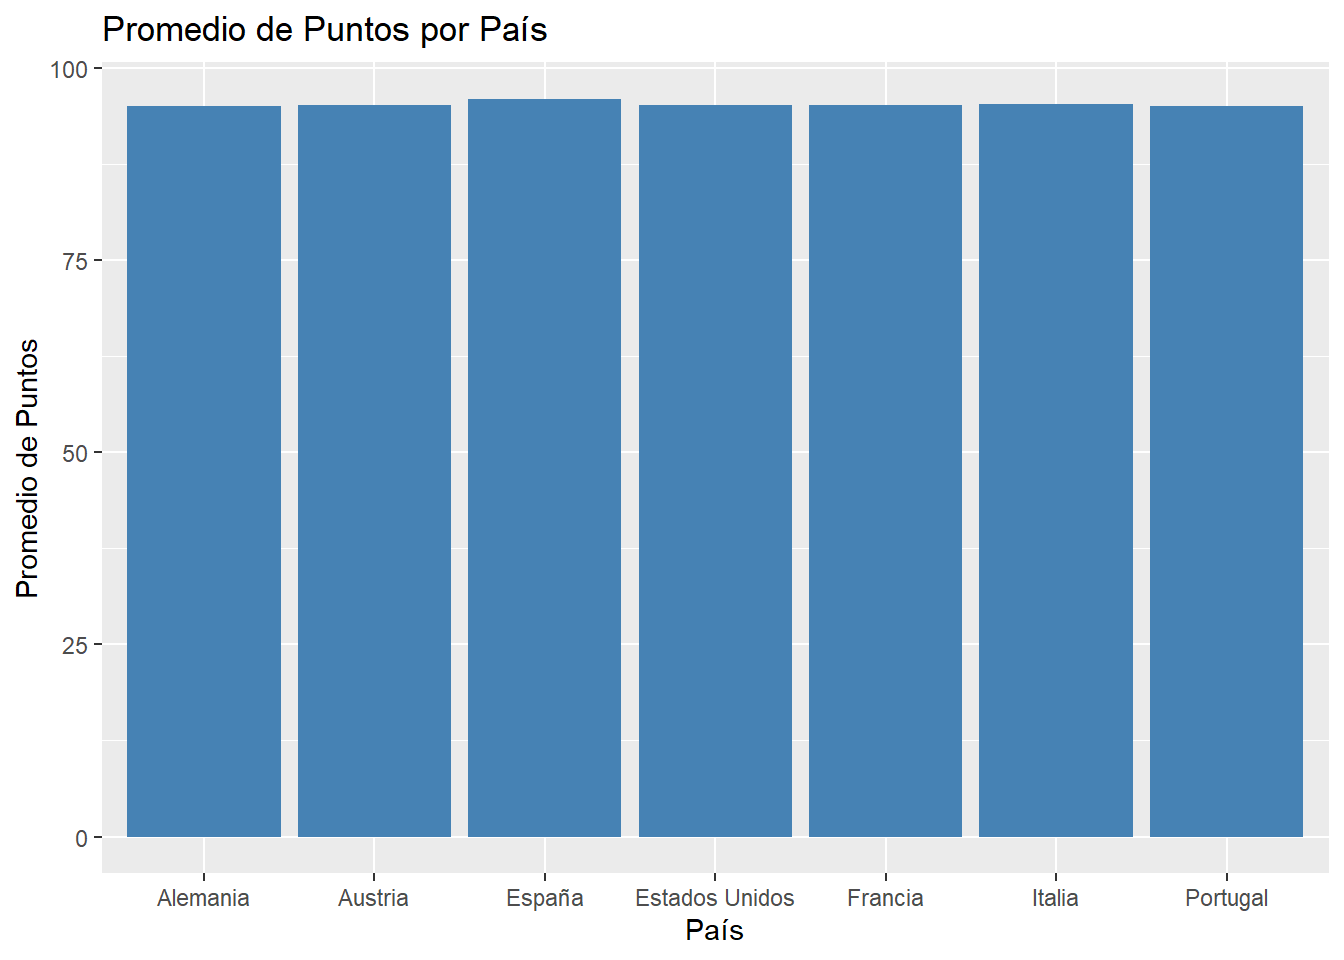 Promedio de Puntos por País
100
75
50
25
0
Promedio de Puntos
Alemania Austria España Estados Unidos Francia Italia Portugal
País